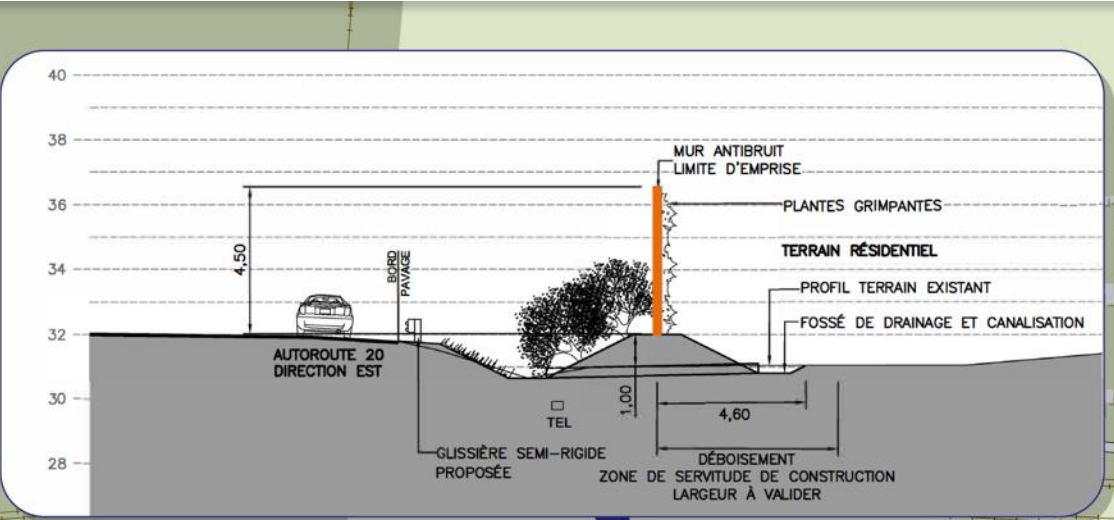 40
38
MUR ANTIBRUIT
LIMITE D'EMPRISE
36
PLANTES GRIMPANTES
4,50
BORD
PAVAGE
TERRAIN RÉSIDENTIEL
34
PROFIL TERRAIN EXISTANT
FOSSÉ DE DRAINAGE ET CANALISATION
32
AUTOROUTE 20
DIRECTION EST
30
1,00
4,60
TEL
GLISSIÈRE SEMI-RIGIDE
PROPOSÉE
28
DÉBOISEMENT
ZONE DE SERVITUDE DE CONSTRUCTION
LARGEUR À VALIDER